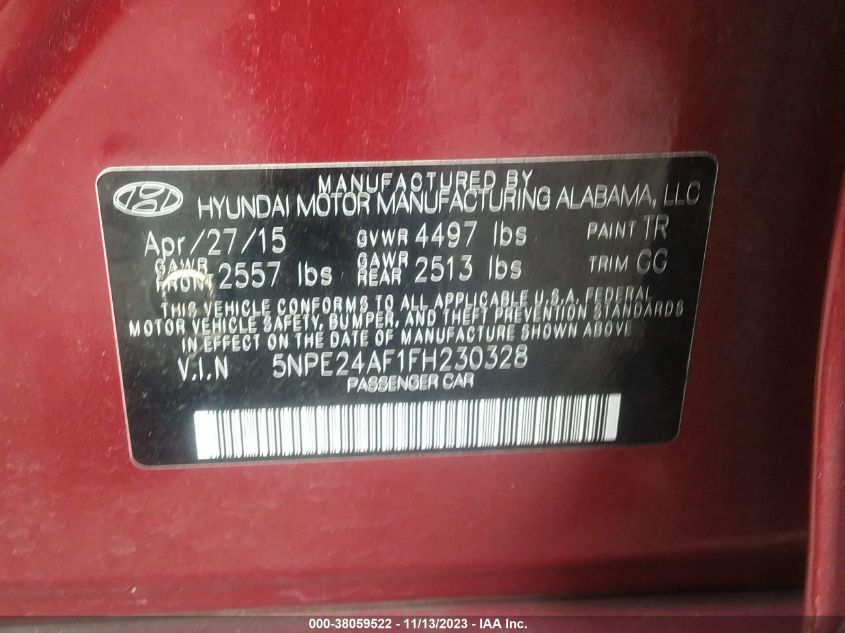 MANUFACTURED BY
HYUNDAI MOTOR MANUFACTURING ALABAMA, LLC
Apr/27/15 GVWR 4497 lbs PAINT TR
GAWR FRONT 2557 lbs GAWR REAR 2513 lbs TRIM GG
THIS VEHICLE CONFORMS TO ALL APPLICABLE U.S.A. FEDERAL
MOTOR VEHICLE SAFETY, BUMPER, AND THEFT PREVENTION STANDARDS
IN EFFECT ON THE DATE OF MANUFACTURE SHOWN ABOVE
V.I.N 5NPE24AF1FH230328
PASSENGER CAR
000-38059522 - 11/13/2023 - IAA Inc.